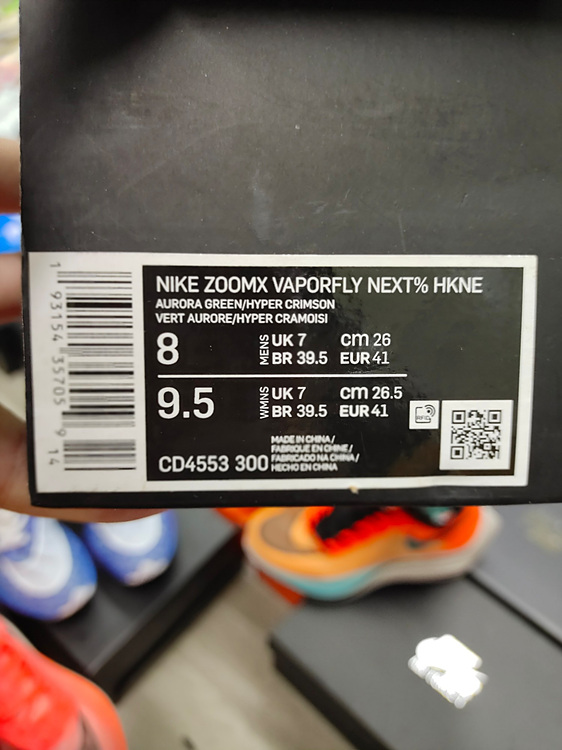 NIKE ZOOMX VAPORFLY NEXT% HKNE
AURORA GREEN/HYPER CRIMSON
VERT AURORE/HYPER CRAMOISI
8
MENS
UK 7 cm 26
BR 39.5 EUR 41
9.5
WMNS
UK 7 cm 26.5
BR 39.5 EUR 41
CD4553 300
MADE IN CHINA /
FABRIQUE EN CHINE /
FABRICADO NA CHINA /
HECHO EN CHINA
RFID
1 93154 35705 9 14